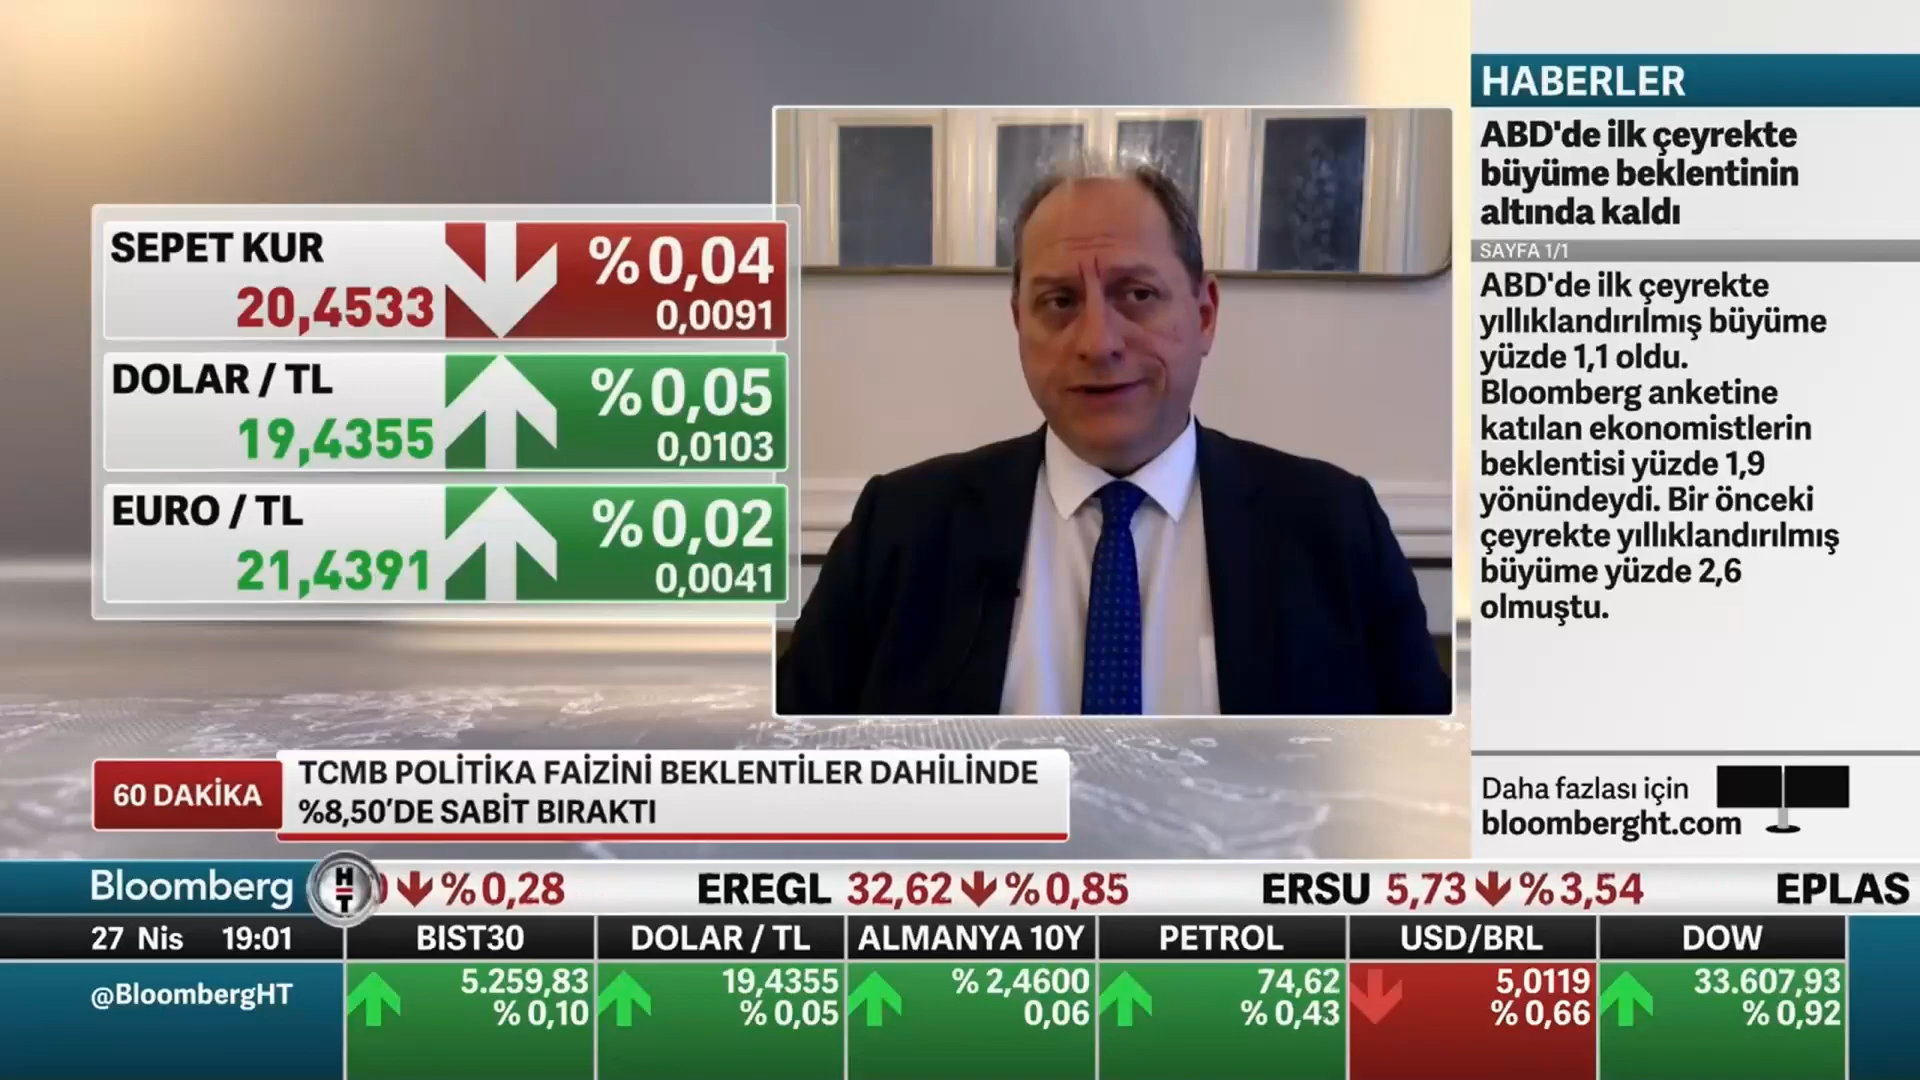 SEPET KUR
20,4533
%0,04
0,0091
DOLAR / TL
19,4355
%0,05
0,0103
EURO / TL
21,4391
%0,02
0,0041
HABERLER
ABD'de ilk çeyrekte
büyüme beklentinin
altında kaldı
SAYFA 1/1
ABD'de ilk çeyrekte
yıllıklandırılmış büyüme
yüzde 1,1 oldu.
Bloomberg anketine
katılan ekonomistlerin
beklentisi yüzde 1,9
yönündeydi. Bir önceki
çeyrekte yıllıklandırılmış
büyüme yüzde 2,6
olmuştu.
Daha fazlası için
bloomberght.com
60 DAKİKA
TCMB POLİTİKA FAİZİNİ BEKLENTİLER DAHİLİNDE
%8,50'DE SABİT BIRAKTI
Bloomberg HT
%0,28 EREGL 32,62 %0,85 ERSU 5,73 %3,54 EPLAS
27 Nis 19:01
@BloombergHT
BIST30
5.259,83
%0,10
DOLAR / TL
19,4355
%0,05
ALMANYA 10Y
%2,4600
0,06
PETROL
74,62
%0,43
USD/BRL
5,0119
%0,66
DOW
33.607,93
%0,92